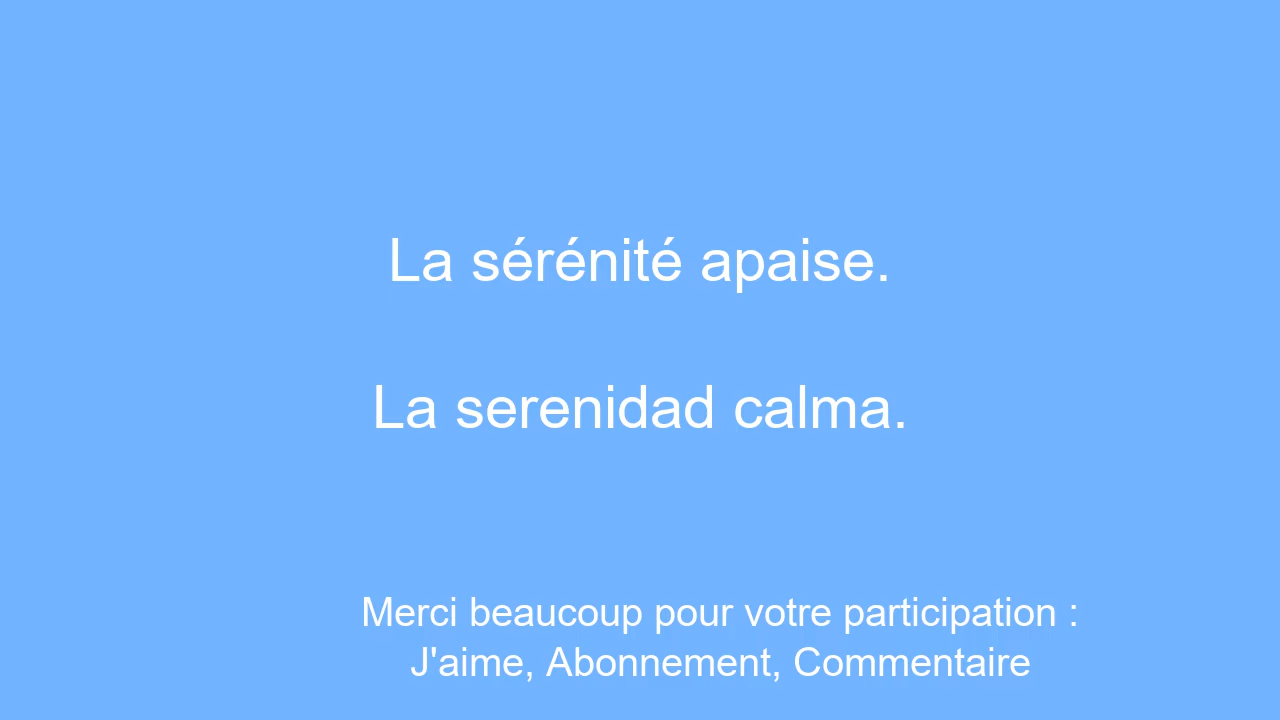 La sérénité apaise.
La serenidad calma.
Merci beaucoup pour votre participation :
J'aime, Abonnement, Commentaire